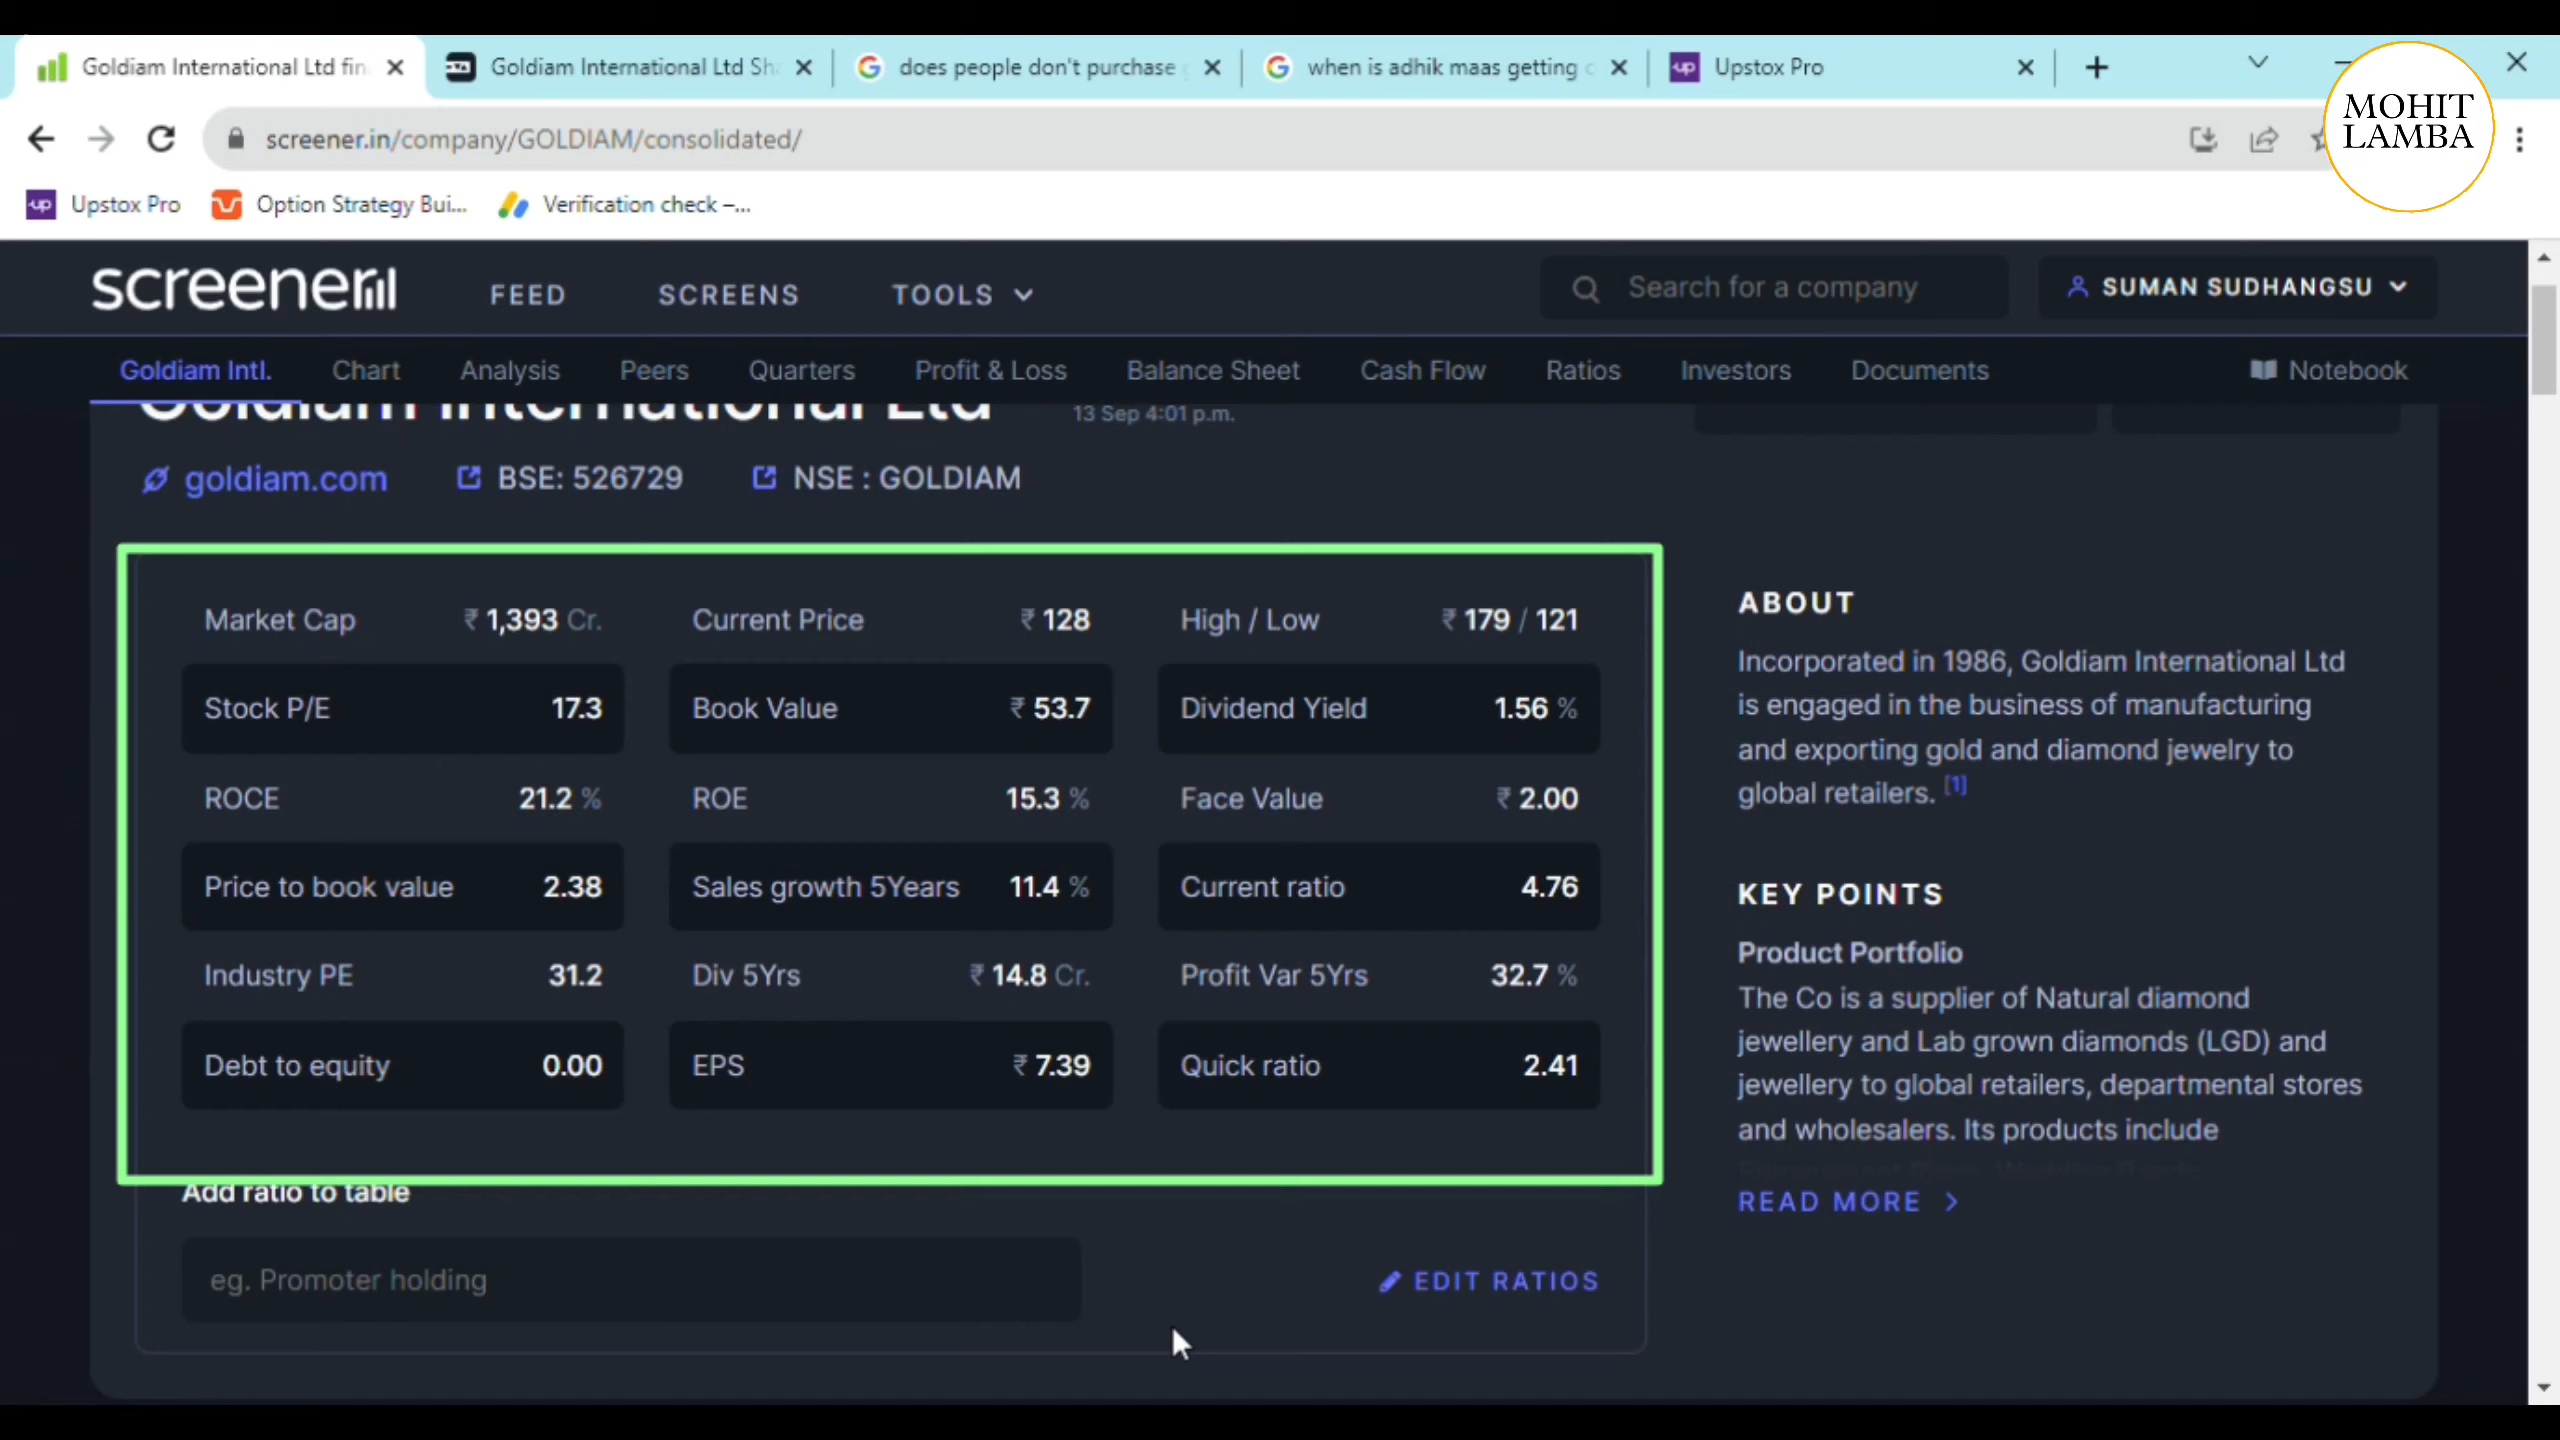 Goldiam International Ltd fin
Goldiam International Ltd Sh
does people don't purchase
when is adhik maas getting
Upstox Pro
MOHIT
LAMBA
screener.in/company/GOLDIAM/consolidated/
Upstox Pro
Option Strategy Bui...
Verification check –...
screener
FEED
SCREENS
TOOLS
Search for a company
SUMAN SUDHANGSU
Goldiam Intl.
Chart
Analysis
Peers
Quarters
Profit & Loss
Balance Sheet
Cash Flow
Ratios
Investors
Documents
Notebook
Goldiam International Ltd
13 Sep 4:01 p.m.
goldiam.com
BSE: 526729
NSE : GOLDIAM
Market Cap ₹ 1,393 Cr.
Current Price ₹ 128
High / Low ₹ 179 / 121
Stock P/E 17.3
Book Value ₹ 53.7
Dividend Yield 1.56 %
ROCE 21.2 %
ROE 15.3 %
Face Value ₹ 2.00
Price to book value 2.38
Sales growth 5Years 11.4 %
Current ratio 4.76
Industry PE 31.2
Div 5Yrs ₹ 14.8 Cr.
Profit Var 5Yrs 32.7 %
Debt to equity 0.00
EPS ₹ 7.39
Quick ratio 2.41
Add ratio to table
eg. Promoter holding
EDIT RATIOS
ABOUT
Incorporated in 1986, Goldiam International Ltd
is engaged in the business of manufacturing
and exporting gold and diamond jewelry to
global retailers. [1]
KEY POINTS
Product Portfolio
The Co is a supplier of Natural diamond
jewellery and Lab grown diamonds (LGD) and
jewellery to global retailers, departmental stores
and wholesalers. Its products include
READ MORE